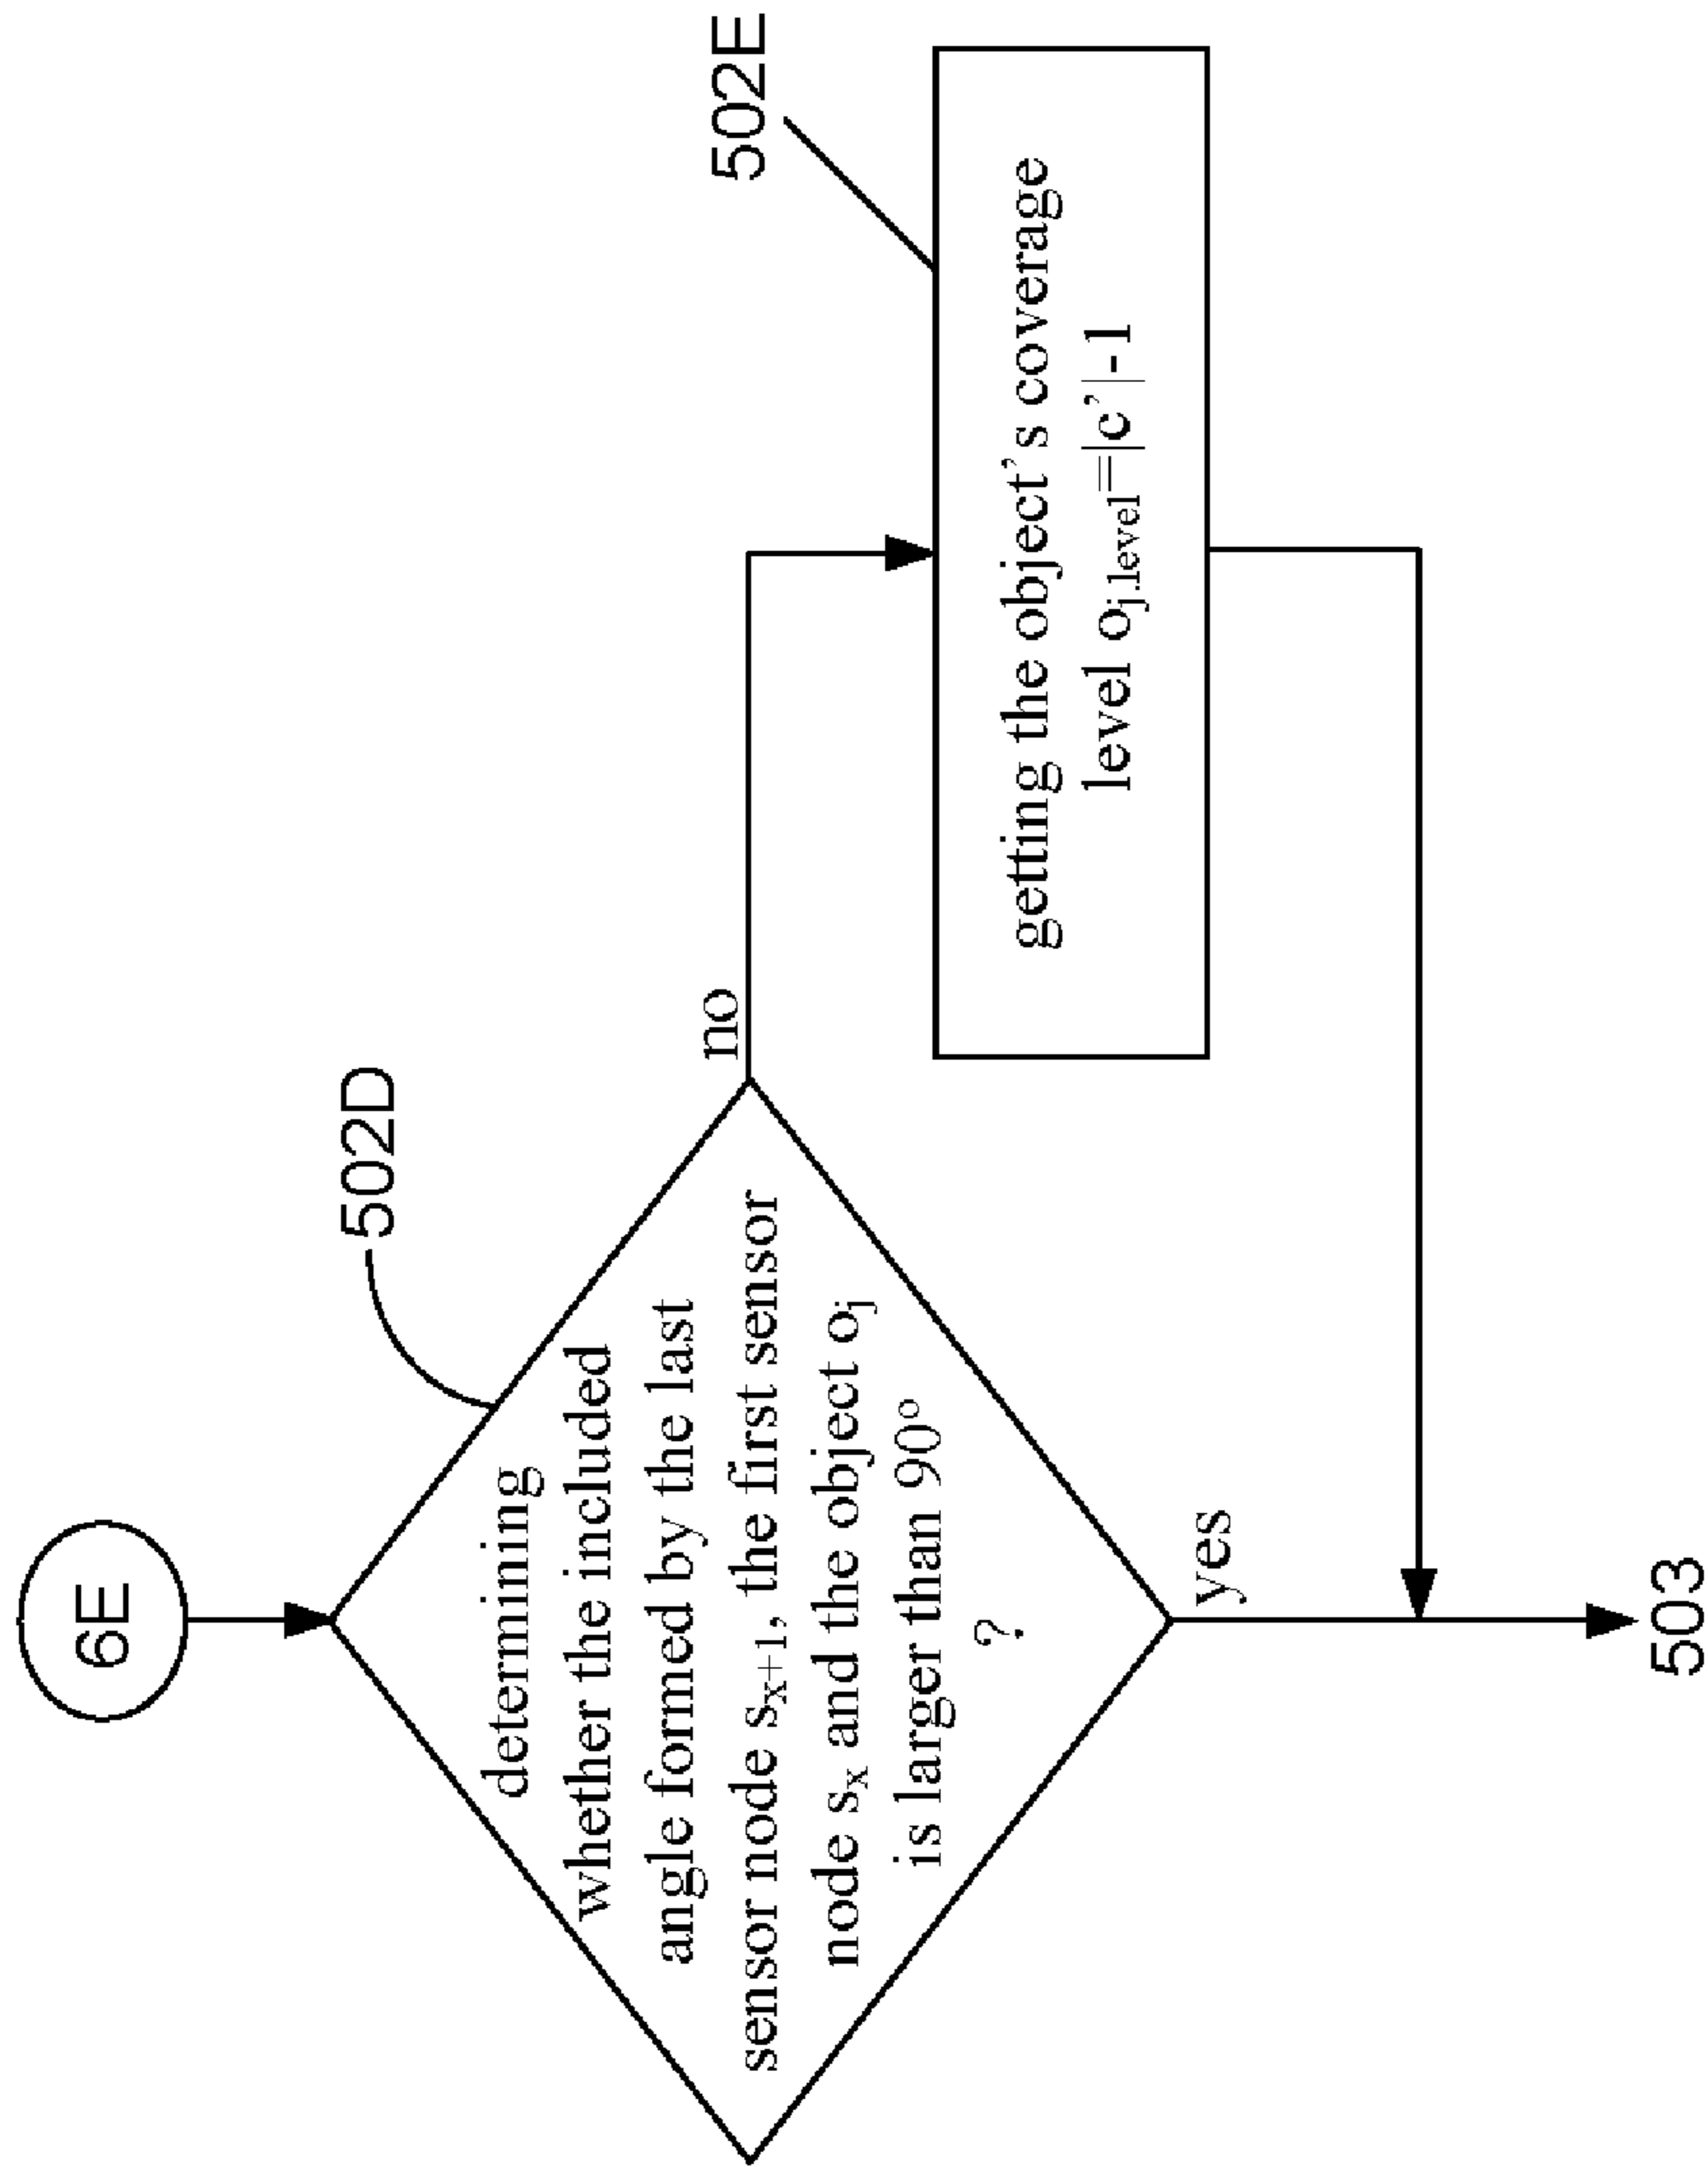 6E
502D
determining
whether the included
angle formed by the last
sensor node sₓ₊₁, the first sensor
node sₓ and the object oⱼ
is larger than 90°
?
no
yes
502E
getting the object's coverage
level oj.level=|c'|-1
503